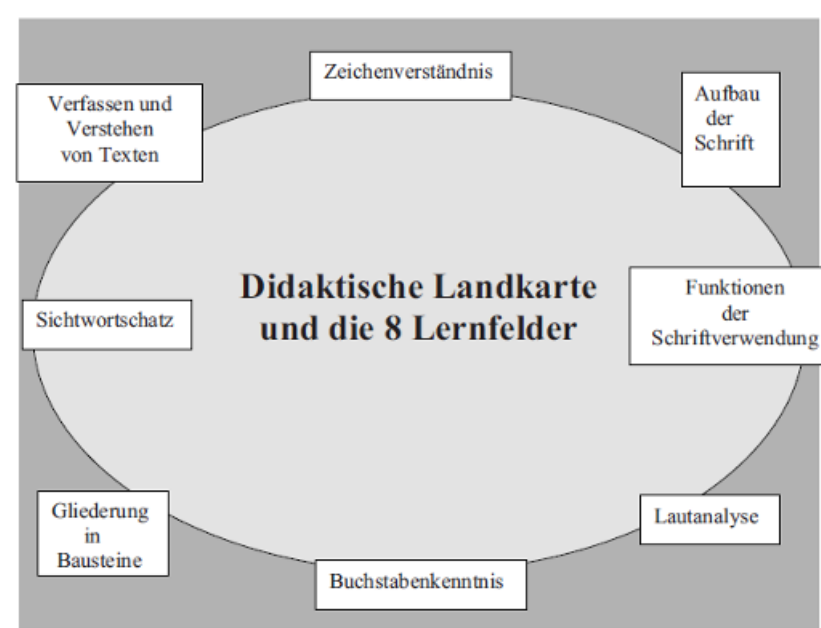 Zeichenverständnis
Verfassen und
Verstehen
von Texten
Aufbau
der
Schrift
Didaktische Landkarte
und die 8 Lernfelder
Funktionen
der
Schriftverwendung
Sichtwortschatz
Gliederung
in
Bausteine
Lautanalyse
Buchstabenkenntnis